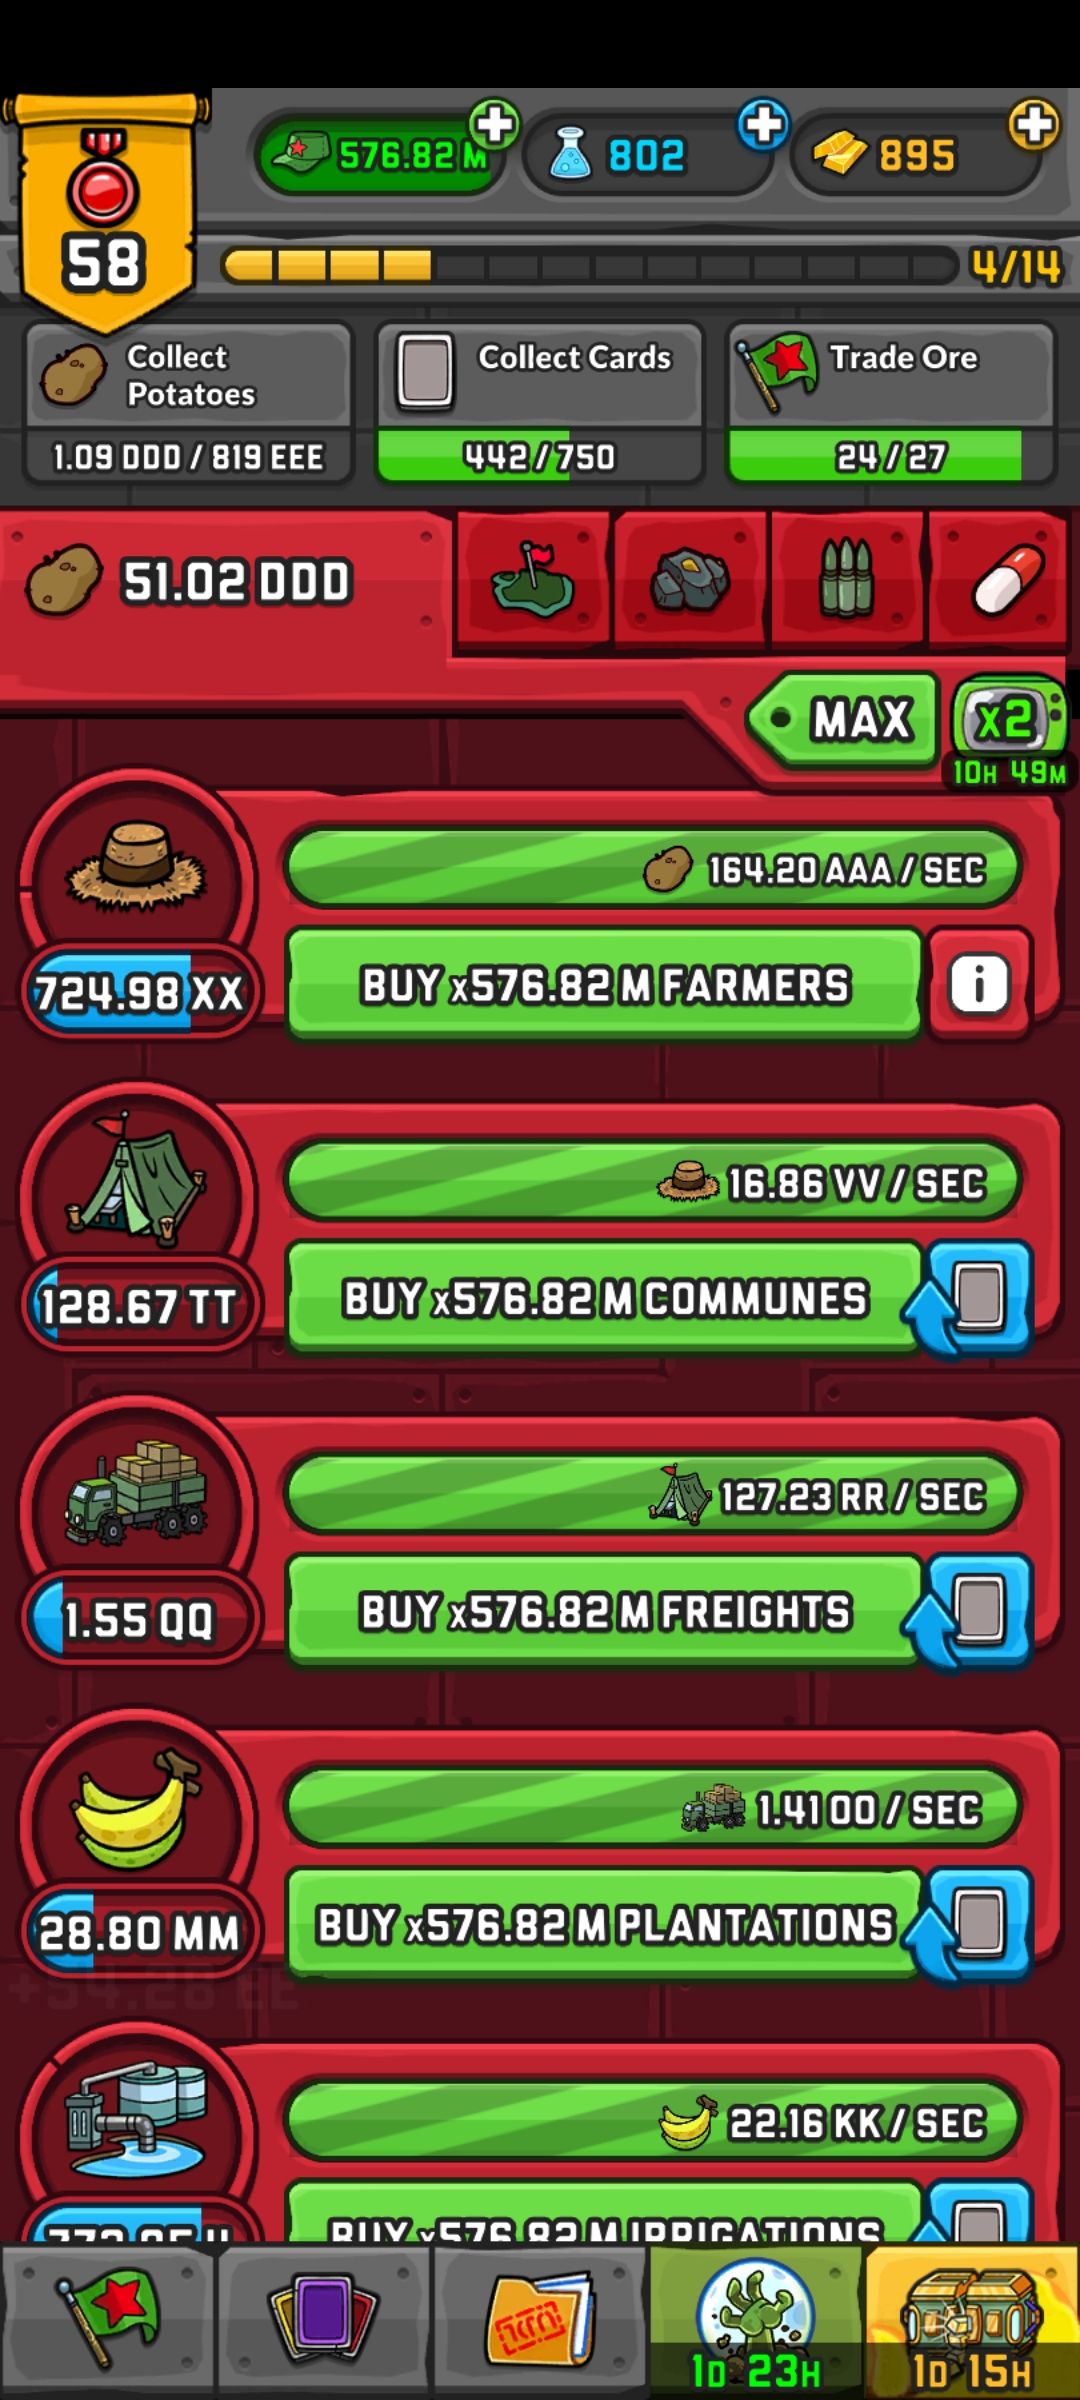 576.82 M
802
895
58
4/14
Collect Potatoes
1.09 DDD / 819 EEE
Collect Cards
442/750
Trade Ore
24/27
51.02 DDD
MAX
x2
10H 49M
164.20 AAA / SEC
724.98 XX
BUY x576.82 M FARMERS
i
16.86 VV / SEC
128.67 TT
BUY x576.82 M COMMUNES
127.23 RR / SEC
1.55 QQ
BUY x576.82 M FREIGHTS
1.41 OO / SEC
28.80 MM
BUY x576.82 M PLANTATIONS
22.16 KK / SEC
BUY x576.82 M IRRIGATIONS
1D 23H
1D 15H